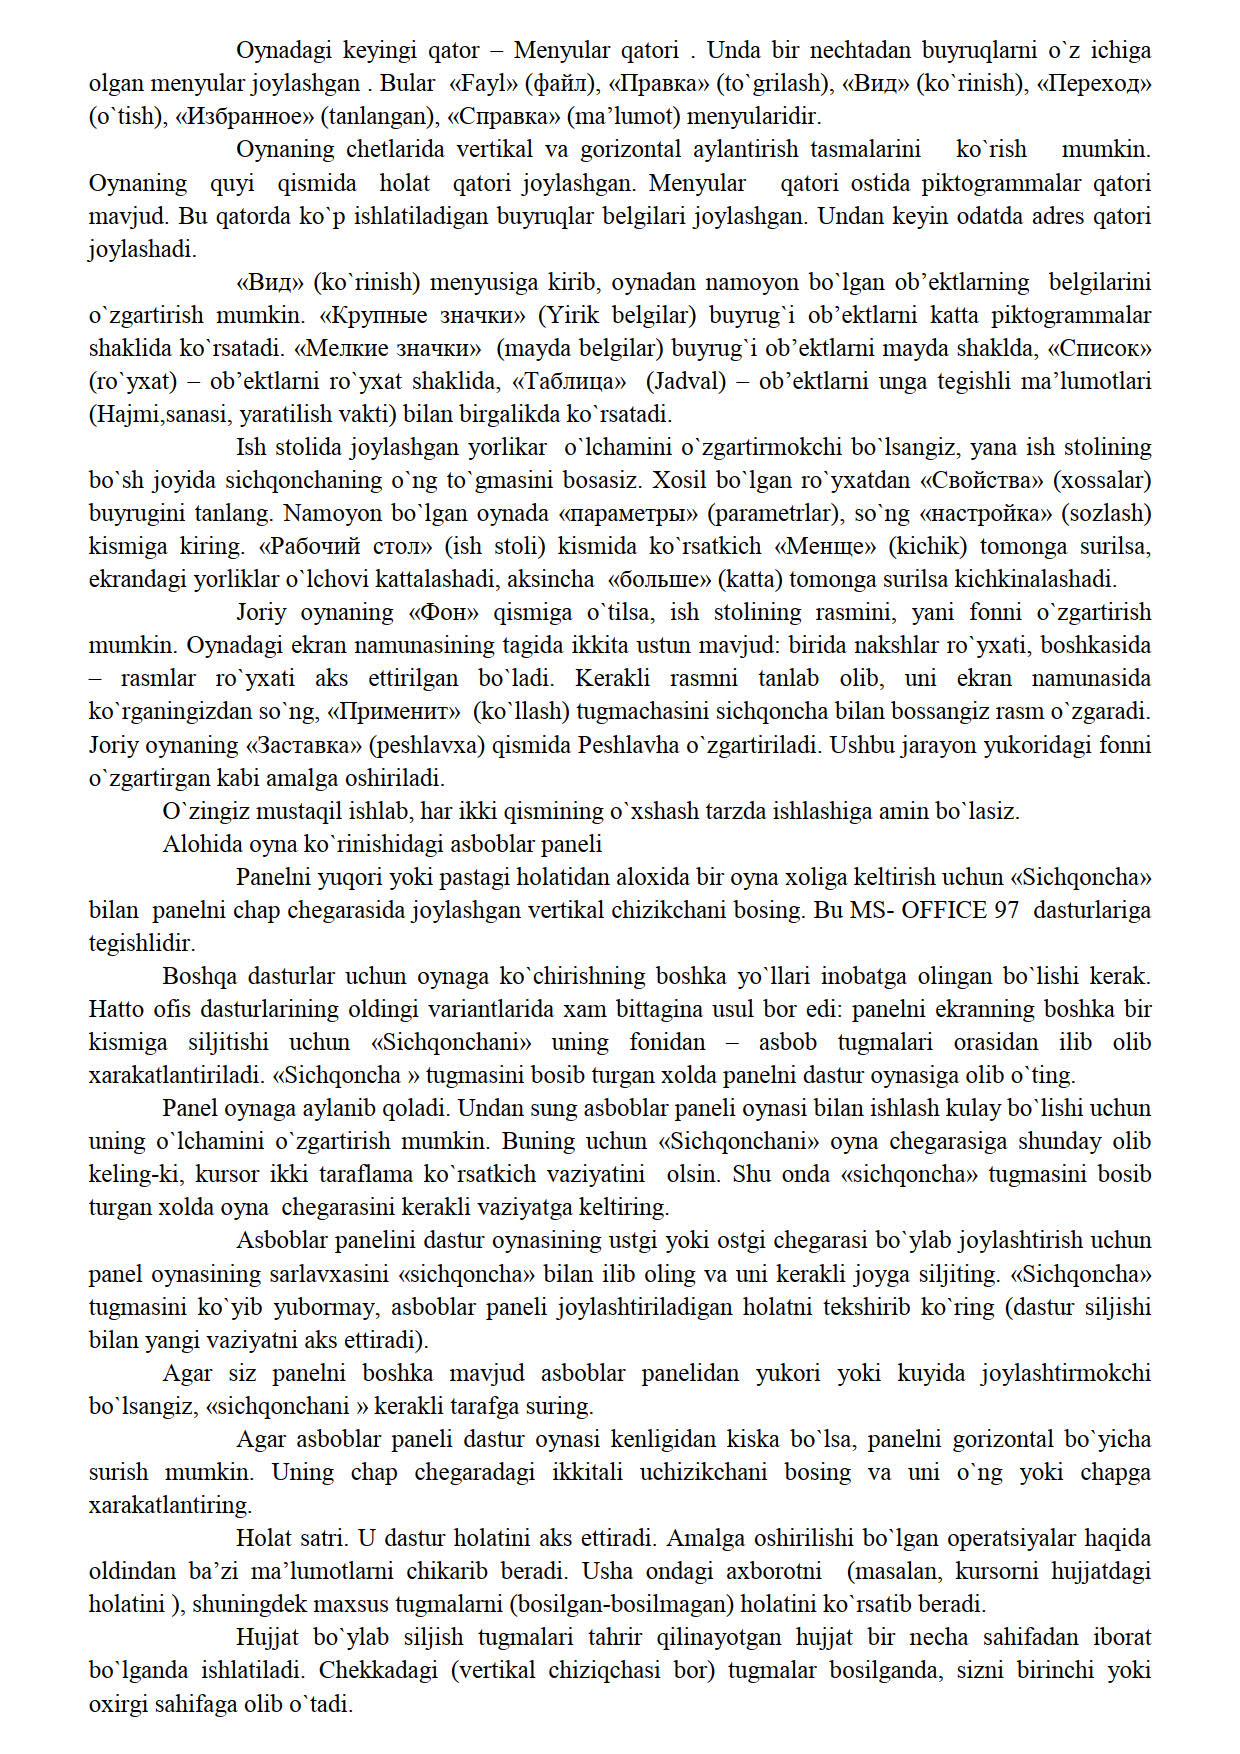 Oynadagi keyingi qator – Menyular qatori . Unda bir nechtadan buyruqlarni o`z ichiga
olgan menyular joylashgan . Bular «Fayl» (файл), «Правка» (to`grilash), «Вид» (ko`rinish), «Переход»
(o`tish), «Избранное» (tanlangan), «Справка» (ma’lumot) menyularidir.
Oynaning chetlarida vertikal va gorizontal aylantirish tasmalarini ko`rish mumkin.
Oynaning quyi qismida holat qatori joylashgan. Menyular qatori ostida piktogrammalar qatori
mavjud. Bu qatorda ko`p ishlatiladigan buyruqlar belgilari joylashgan. Undan keyin odatda adres qatori
joylashadi.
«Вид» (ko`rinish) menyusiga kirib, oynadan namoyon bo`lgan ob’ektlarning belgilarini
o`zgartirish mumkin. «Крупные значки» (Yirik belgilar) buyrug`i ob’ektlarni katta piktogrammalar
shaklida ko`rsatadi. «Мелкие значки» (mayda belgilar) buyrug`i ob’ektlarni mayda shaklda, «Список»
(ro`yxat) – ob’ektlarni ro`yxat shaklida, «Таблица» (Jadval) – ob’ektlarni unga tegishli ma’lumotlari
(Hajmi,sanasi, yaratilish vakti) bilan birgalikda ko`rsatadi.
Ish stolida joylashgan yorlikar o`lchamini o`zgartirmokchi bo`lsangiz, yana ish stolining
bo`sh joyida sichqonchaning o`ng to`gmasini bosasiz. Xosil bo`lgan ro`yxatdan «Свойства» (xossalar)
buyrugini tanlang. Namoyon bo`lgan oynada «параметры» (parametrlar), so`ng «настройка» (sozlash)
kismiga kiring. «Рабочий стол» (ish stoli) kismida ko`rsatkich «Менще» (kichik) tomonga surilsa,
ekrandagi yorliklar o`lchovi kattalashadi, aksincha «больше» (katta) tomonga surilsa kichkinalashadi.
Joriy oynaning «Фон» qismiga o`tilsa, ish stolining rasmini, yani fonni o`zgartirish
mumkin. Oynadagi ekran namunasining tagida ikkita ustun mavjud: birida nakshlar ro`yxati, boshkasida
– rasmlar ro`yxati aks ettirilgan bo`ladi. Kerakli rasmni tanlab olib, uni ekran namunasida
ko`rganingizdan so`ng, «Применит» (ko`llash) tugmachasini sichqoncha bilan bossangiz rasm o`zgaradi.
Joriy oynaning «Заставка» (peshlavxa) qismida Peshlavha o`zgartiriladi. Ushbu jarayon yukoridagi fonni
o`zgartirgan kabi amalga oshiriladi.
O`zingiz mustaqil ishlab, har ikki qismining o`xshash tarzda ishlashiga amin bo`lasiz.
Alohida oyna ko`rinishidagi asboblar paneli
Panelni yuqori yoki pastagi holatidan aloxida bir oyna xoliga keltirish uchun «Sichqoncha»
bilan panelni chap chegarasida joylashgan vertikal chizikchani bosing. Bu MS- OFFICE 97 dasturlariga
tegishlidir.
Boshqa dasturlar uchun oynaga ko`chirishning boshka yo`llari inobatga olingan bo`lishi kerak.
Hatto ofis dasturlarining oldingi variantlarida xam bittagina usul bor edi: panelni ekranning boshka bir
kismiga siljitishi uchun «Sichqonchani» uning fonidan – asbob tugmalari orasidan ilib olib
xarakatlantiriladi. «Sichqoncha » tugmasini bosib turgan xolda panelni dastur oynasiga olib o`ting.
Panel oynaga aylanib qoladi. Undan sung asboblar paneli oynasi bilan ishlash kulay bo`lishi uchun
uning o`lchamini o`zgartirish mumkin. Buning uchun «Sichqonchani» oyna chegarasiga shunday olib
keling-ki, kursor ikki taraflama ko`rsatkich vaziyatini olsin. Shu onda «sichqoncha» tugmasini bosib
turgan xolda oyna chegarasini kerakli vaziyatga keltiring.
Asboblar panelini dastur oynasining ustgi yoki ostgi chegarasi bo`ylab joylashtirish uchun
panel oynasining sarlavxasini «sichqoncha» bilan ilib oling va uni kerakli joyga siljiting. «Sichqoncha»
tugmasini ko`yib yubormay, asboblar paneli joylashtiriladigan holatni tekshirib ko`ring (dastur siljishi
bilan yangi vaziyatni aks ettiradi).
Agar siz panelni boshka mavjud asboblar panelidan yukori yoki kuyida joylashtirmokchi
bo`lsangiz, «sichqonchani » kerakli tarafga suring.
Agar asboblar paneli dastur oynasi kenligidan kiska bo`lsa, panelni gorizontal bo`yicha
surish mumkin. Uning chap chegaradagi ikkitali uchizikchani bosing va uni o`ng yoki chapga
xarakatlantiring.
Holat satri. U dastur holatini aks ettiradi. Amalga oshirilishi bo`lgan operatsiyalar haqida
oldindan ba’zi ma’lumotlarni chikarib beradi. Usha ondagi axborotni (masalan, kursorni hujjatdagi
holatini ), shuningdek maxsus tugmalarni (bosilgan-bosilmagan) holatini ko`rsatib beradi.
Hujjat bo`ylab siljish tugmalari tahrir qilinayotgan hujjat bir necha sahifadan iborat
bo`lganda ishlatiladi. Chekkadagi (vertikal chiziqchasi bor) tugmalar bosilganda, sizni birinchi yoki
oxirgi sahifaga olib o`tadi.